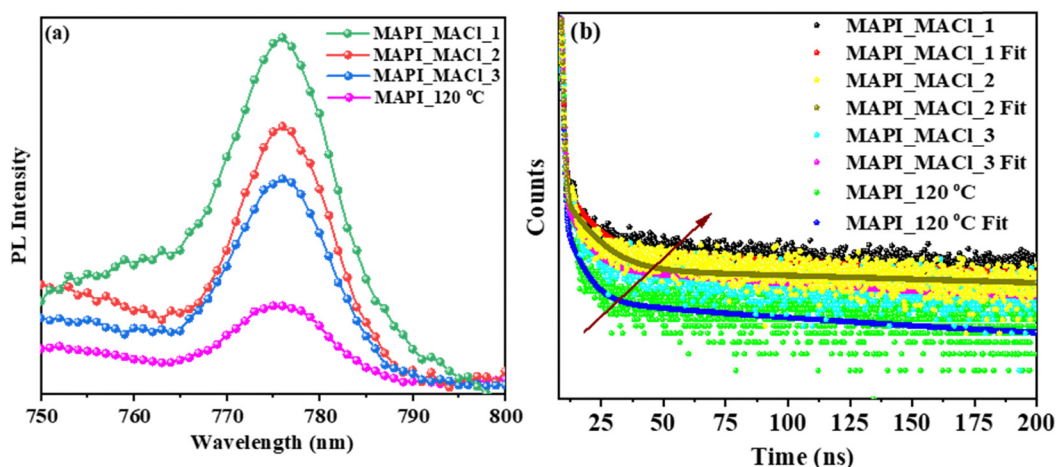 (a)
MAPI_MACl_1
MAPI_MACl_2
MAPI_MACl_3
MAPI_120 °C
PL Intensity
750 760 770 780 790 800
Wavelength (nm)
(b)
MAPI_MACl_1
MAPI_MACl_1 Fit
MAPI_MACl_2
MAPI_MACl_2 Fit
MAPI_MACl_3
MAPI_MACl_3 Fit
MAPI_120 °C
MAPI_120 °C Fit
Counts
25 50 75 100 125 150 175 200
Time (ns)